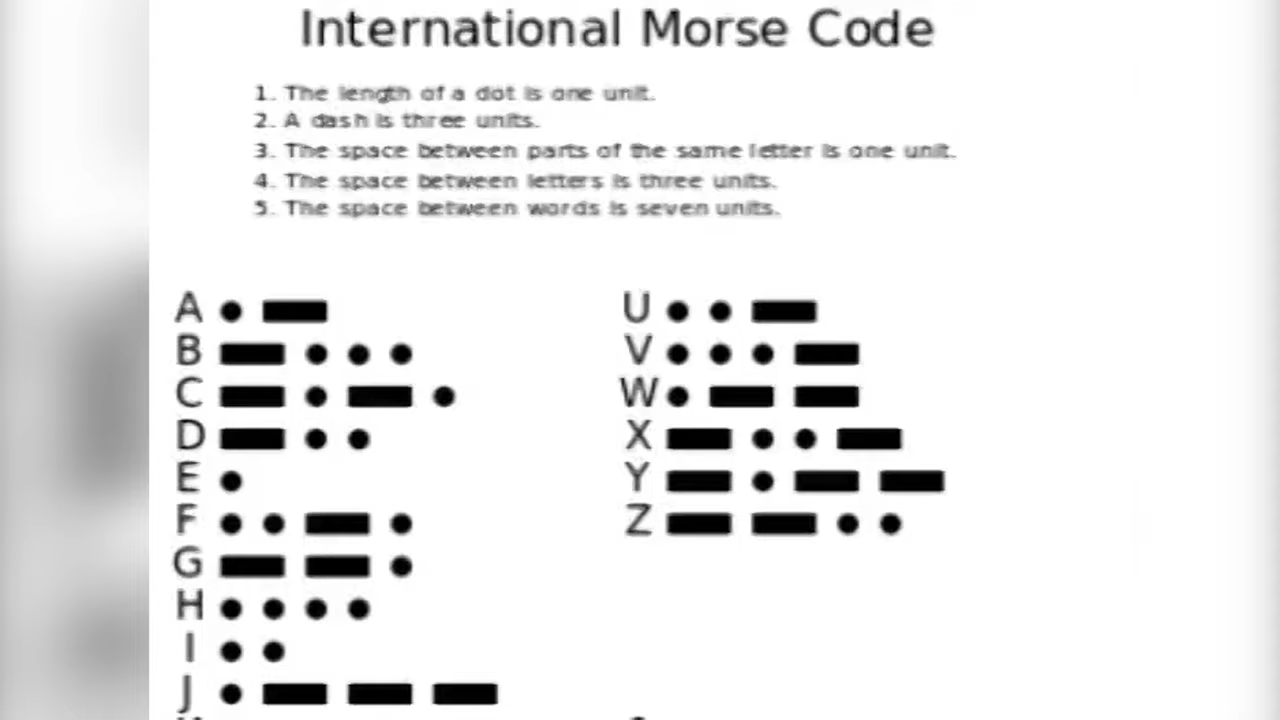 International Morse Code
1. The length of a dot is one unit.
2. A dash is three units.
3. The space between parts of the same letter is one unit.
4. The space between letters is three units.
5. The space between words is seven units.
A
B
C
D
E
F
G
H
I
J
U
V
W
X
Y
Z